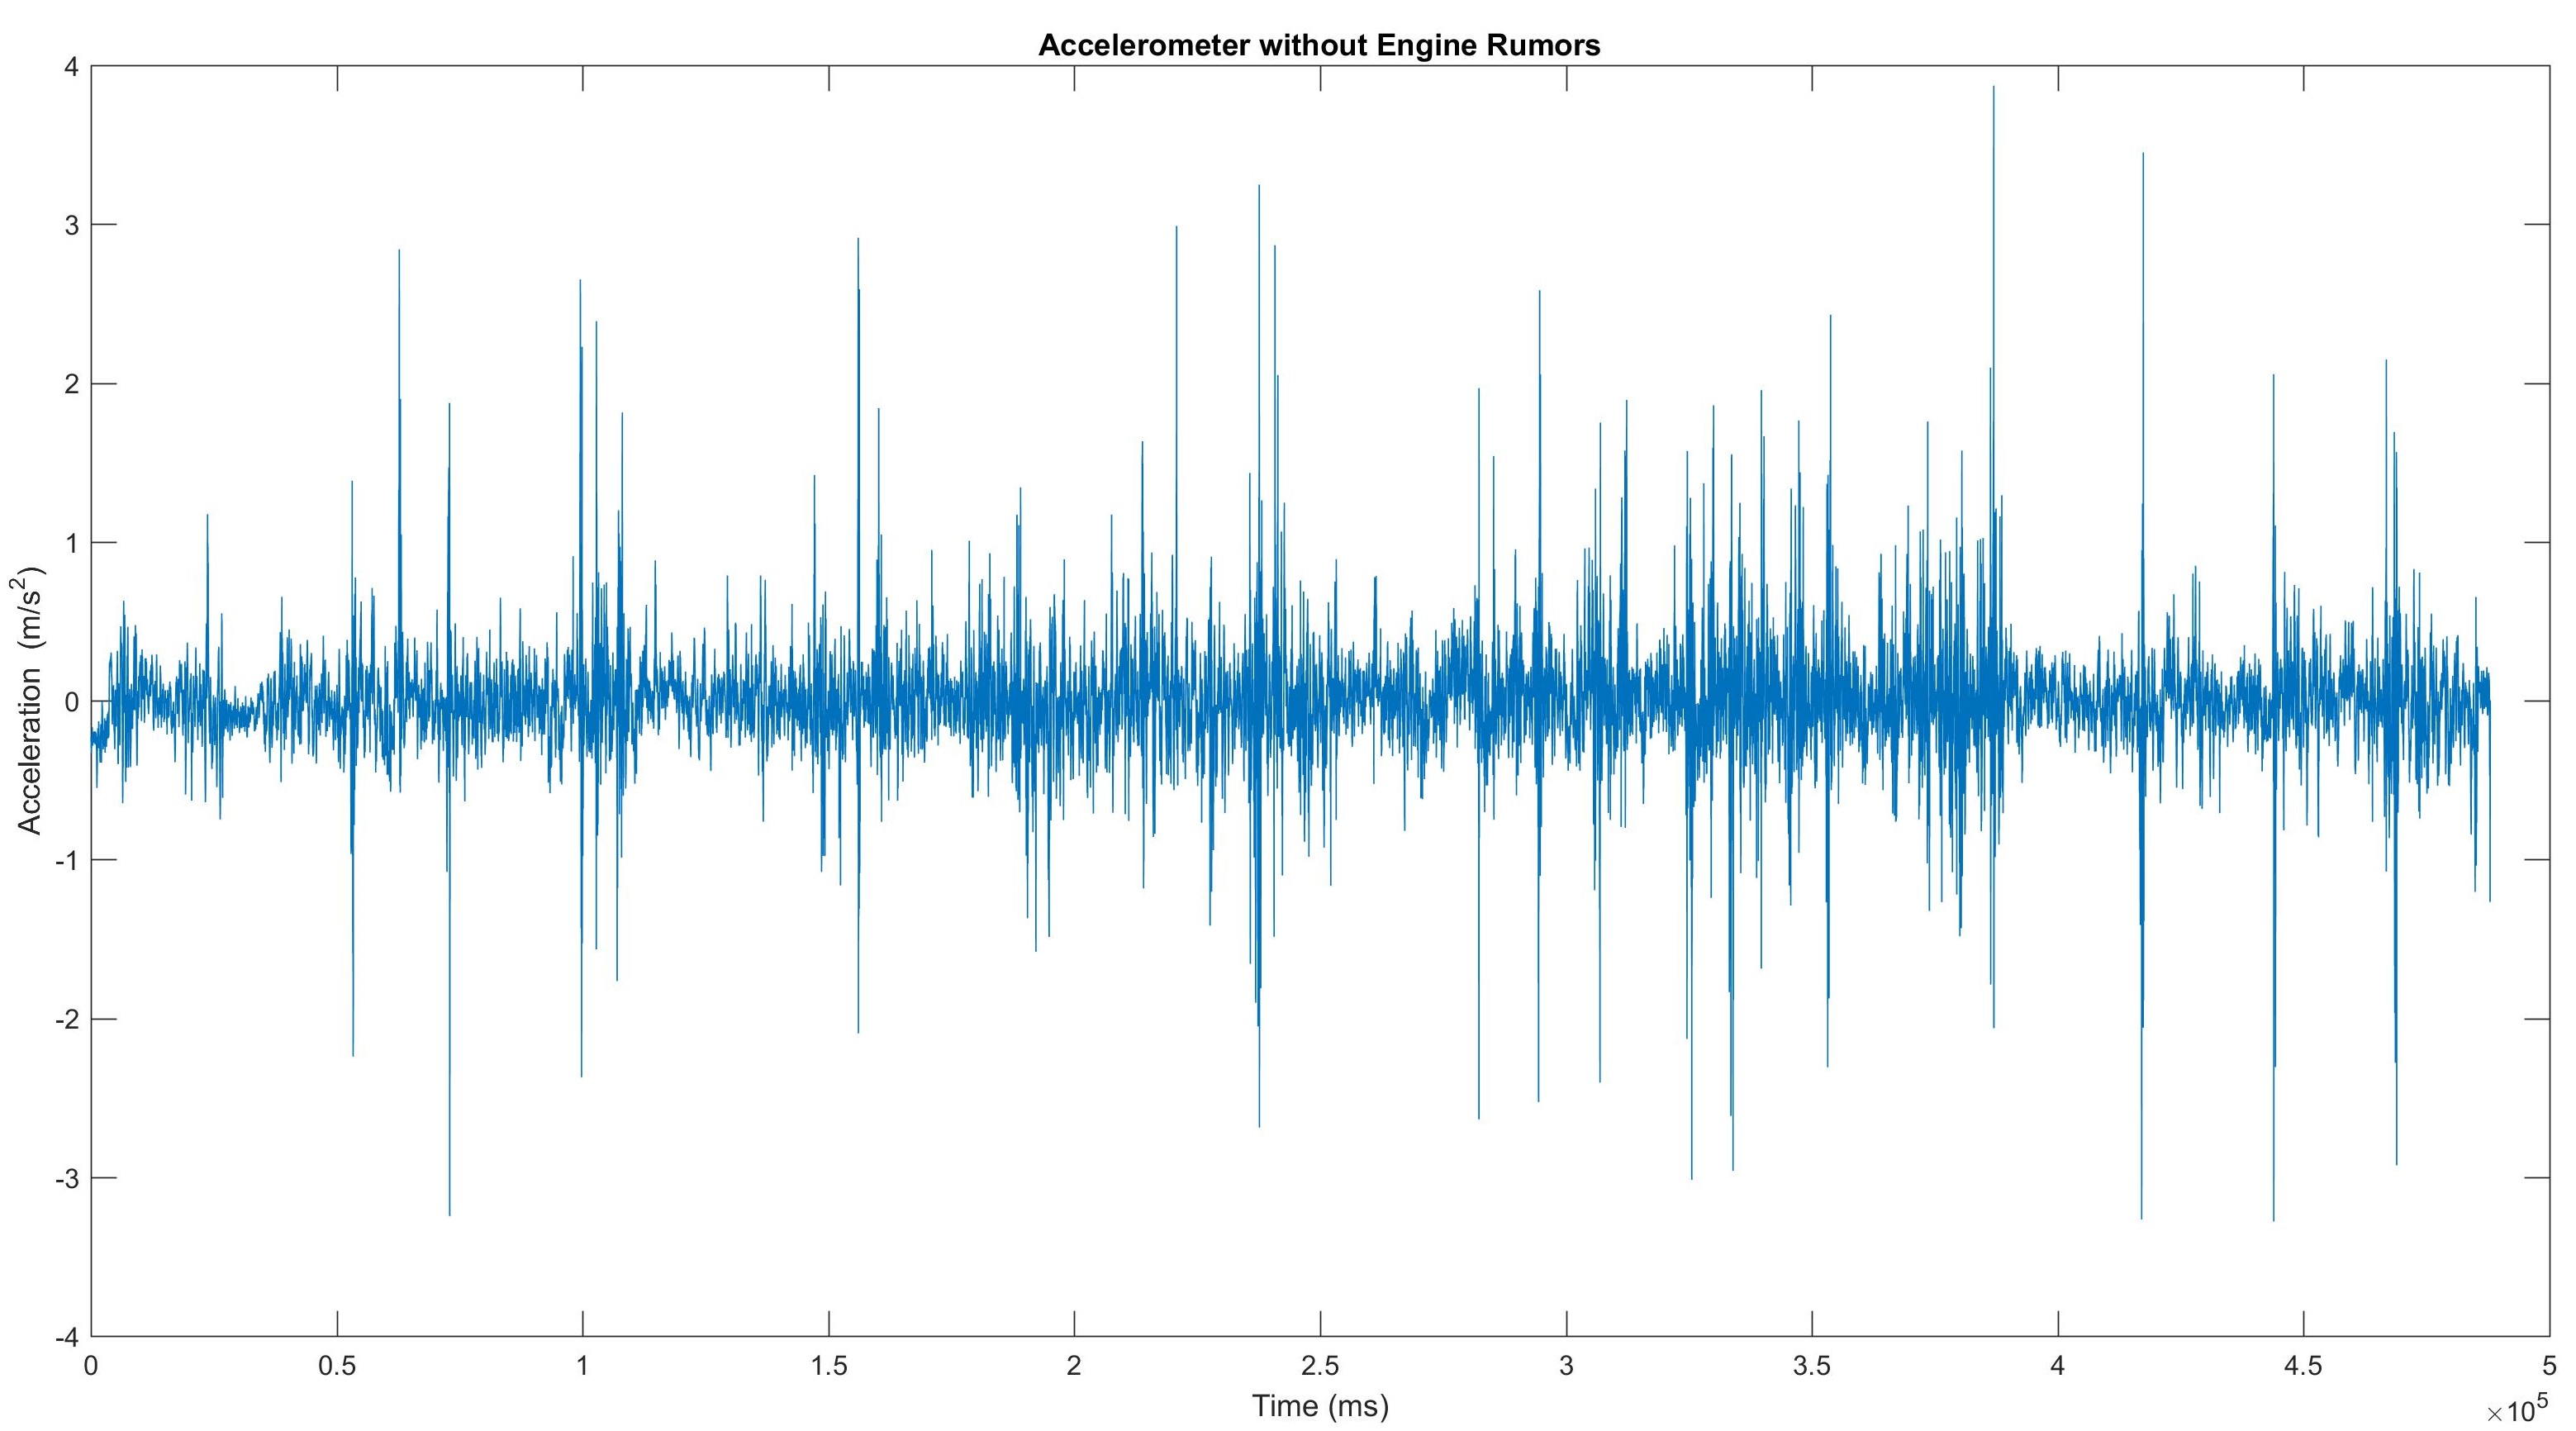 Accelerometer without Engine Rumors
Acceleration (m/s²)
4
3
2
1
0
-1
-2
-3
-4
0 0.5 1 1.5 2 2.5 3 3.5 4 4.5 5
Time (ms)
×10⁵